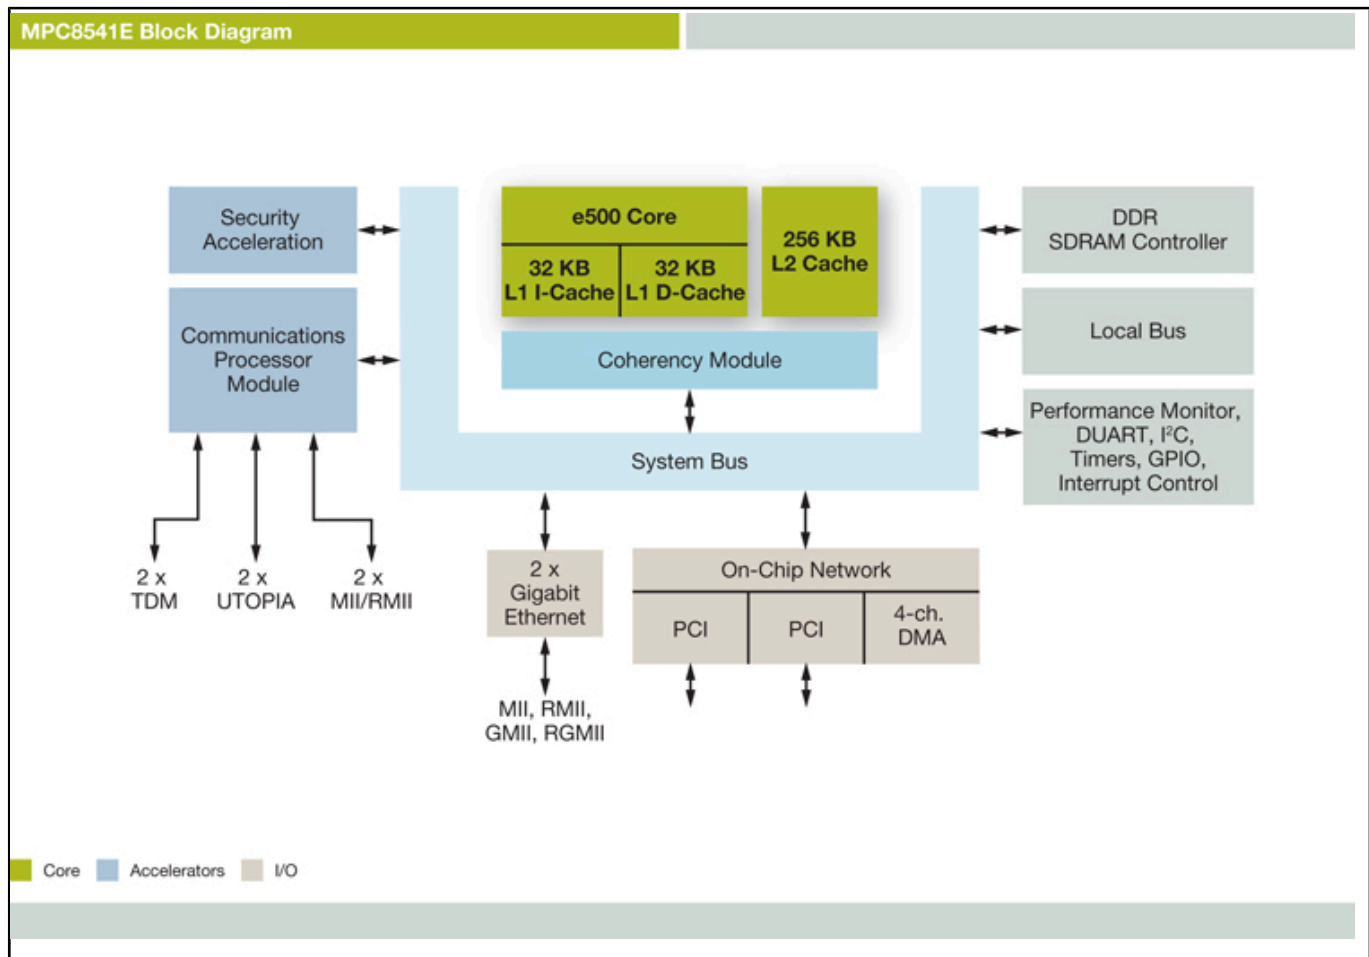 MPC8541E Block Diagram
Security
Acceleration
Communications
Processor
Module
e500 Core
32 KB
L1 I-Cache
32 KB
L1 D-Cache
256 KB
L2 Cache
Coherency Module
System Bus
DDR
SDRAM Controller
Local Bus
Performance Monitor,
DUART, I²C,
Timers, GPIO,
Interrupt Control
2 x
TDM
2 x
UTOPIA
2 x
MII/RMII
2 x
Gigabit
Ethernet
MII, RMII,
GMII, RGMII
On-Chip Network
PCI
PCI
4-ch.
DMA
Core
Accelerators
I/O